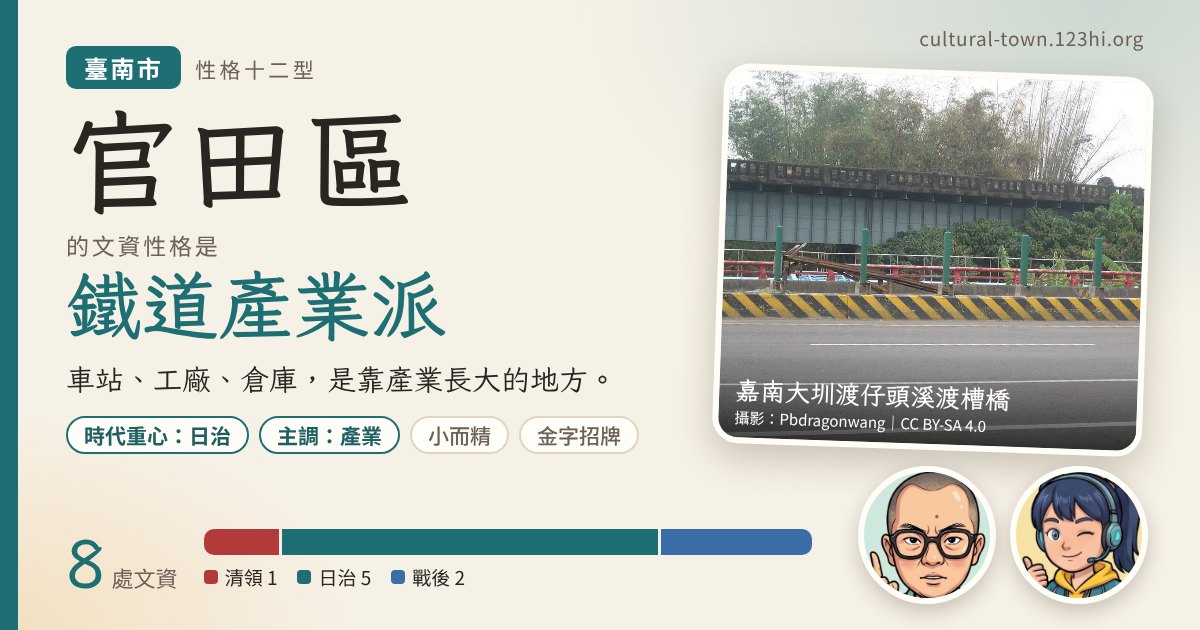 cultural-town.123hi.org
臺南市 性格十二型
官田區
的文資性格是
鐵道產業派
車站、工廠、倉庫，是靠產業長大的地方。
時代重心：日治 主調：產業 小而精 金字招牌
嘉南大圳渡仔頭溪渡槽橋
攝影：Pbdragonwang｜CC BY-SA 4.0
8 處文資
清領 1 日治 5 戰後 2